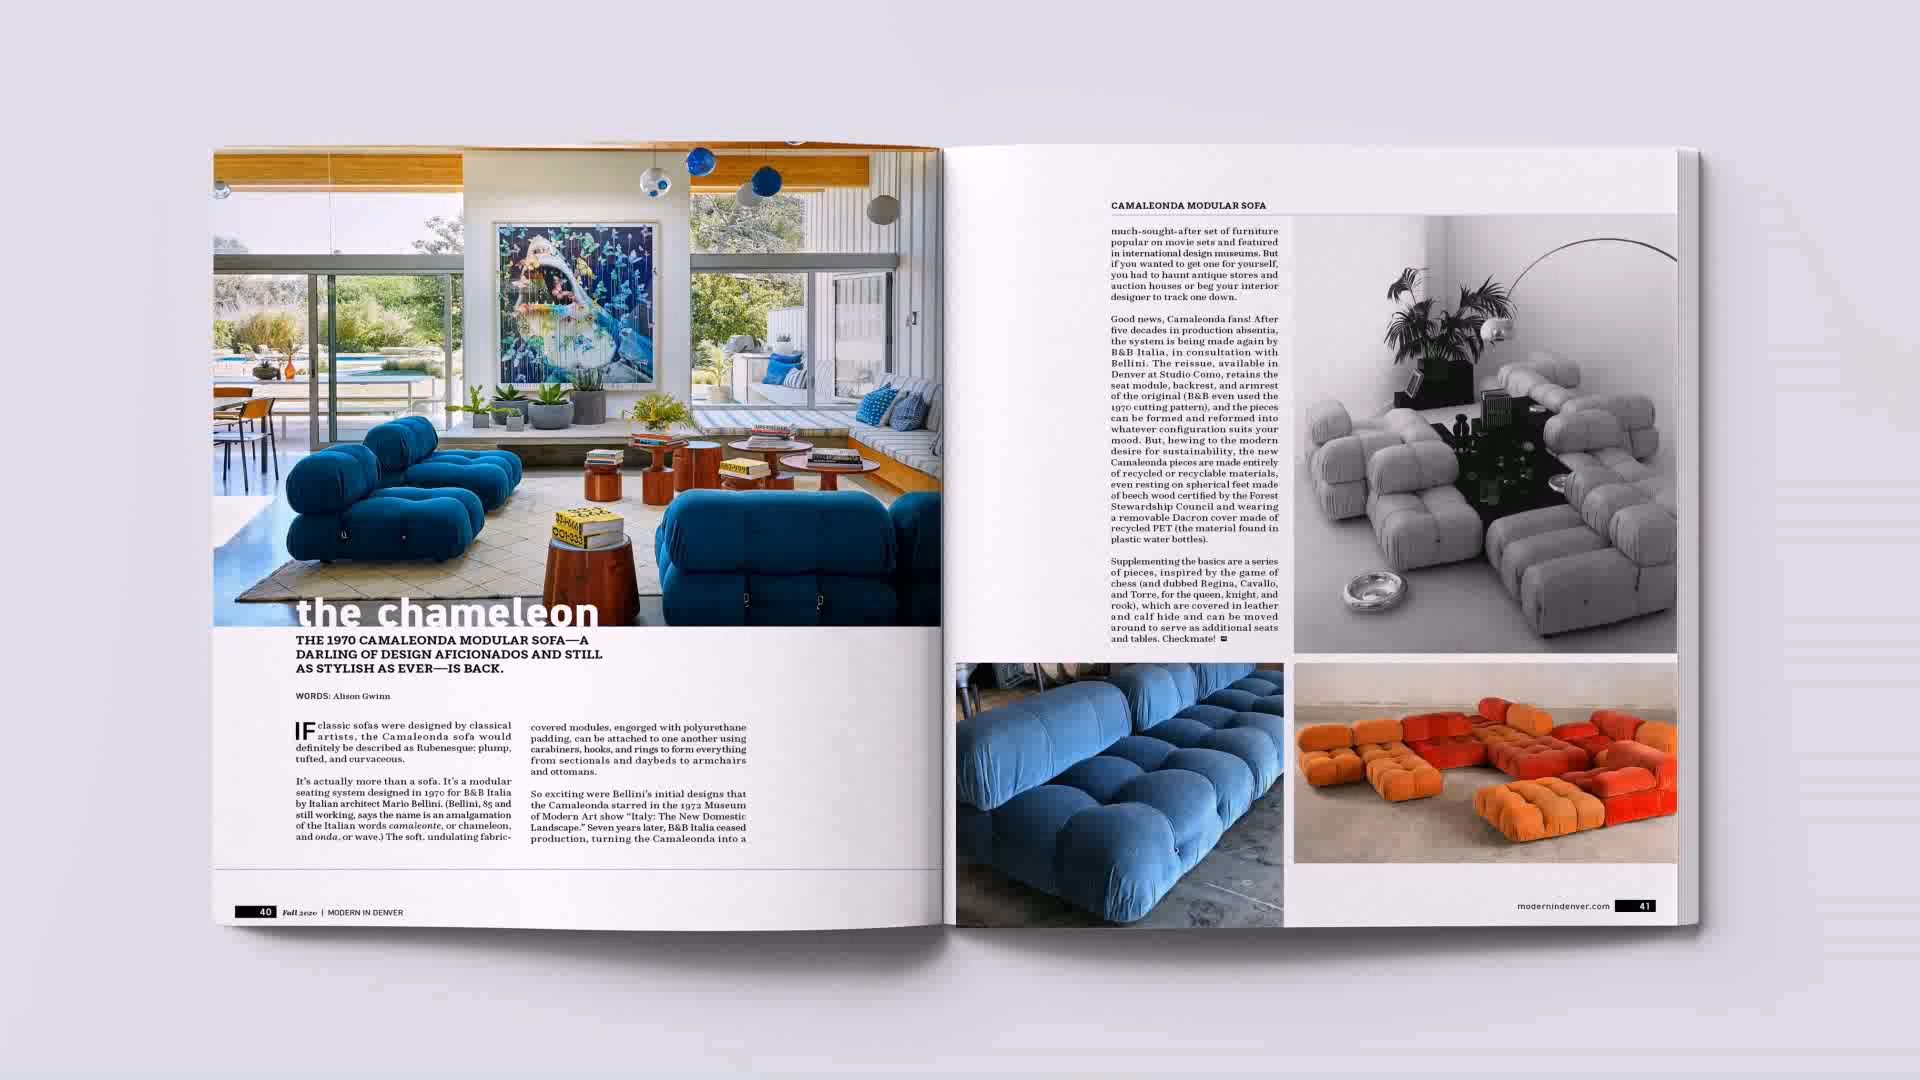 the chameleon
THE 1970 CAMALEONDA MODULAR SOFA—A
DARLING OF DESIGN AFICIONADOS AND STILL
AS STYLISH AS EVER—IS BACK.
WORDS: Alison Gwinn
IF classic sofas were designed by classical
artists, the Camaleonda sofa would
definitely be described as Rubenesque: plump,
tufted, and curvaceous.
It's actually more than a sofa. It's a modular
seating system designed in 1970 for B&B Italia
by Italian architect Mario Bellini. (Bellini, 85 and
still working, says the name is an amalgamation
of the Italian words camaleonte, or chameleon,
and onda, or wave.) The soft, undulating fabric-
covered modules, engorged with polyurethane
padding, can be attached to one another using
carabiners, hooks, and rings to form everything
from sectionals and daybeds to armchairs
and ottomans.
So exciting were Bellini's initial designs that
the Camaleonda starred in the 1972 Museum
of Modern Art show "Italy: The New Domestic
Landscape." Seven years later, B&B Italia ceased
production, turning the Camaleonda into a
40 Fall 2020 | MODERN IN DENVER
CAMALEONDA MODULAR SOFA
much-sought-after set of furniture
popular on movie sets and featured
in international design museums. But
if you wanted to get one for yourself,
you had to haunt antique stores and
auction houses or beg your interior
designer to track one down.
Good news, Camaleonda fans! After
five decades in production absentia,
the system is being made again by
B&B Italia, in consultation with
Bellini. The reissue, available in
Denver at Studio Como, retains the
seat module, backrest, and armrest
of the original (B&B even used the
1970 cutting pattern), and the pieces
can be formed and reformed into
whatever configuration suits your
mood. But, hewing to the modern
desire for sustainability, the new
Camaleonda pieces are made entirely
of recycled or recyclable materials,
even resting on spherical feet made
of beech wood certified by the Forest
Stewardship Council and wearing
a removable Dacron cover made of
recycled PET (the material found in
plastic water bottles).
Supplementing the basics are a series
of pieces, inspired by the game of
chess (and dubbed Regina, Cavallo,
and Torre, for the queen, knight, and
rook), which are covered in leather
and calf hide and can be moved
around to serve as additional seats
and tables. Checkmate!
modernindenver.com 41
334-666
001-333
667-999